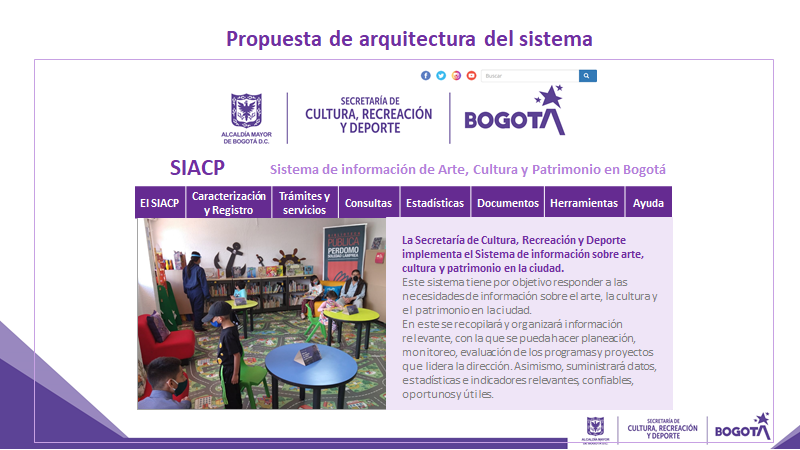 Propuesta de arquitectura del sistema
Buscar
ALCALDÍA MAYOR
DE BOGOTÁ D.C.
SECRETARÍA DE
CULTURA, RECREACIÓN
Y DEPORTE
BOGOTÁ
SIACP
Sistema de información de Arte, Cultura y Patrimonio en Bogotá
El SIACP
Caracterización
y Registro
Trámites y
servicios
Consultas
Estadísticas
Documentos
Herramientas
Ayuda
BIBLIOTECA
PÚBLICA
PERDOMO
SOLEDAD LAMPREA
La Secretaría de Cultura, Recreación y Deporte
implementa el Sistema de información sobre arte,
cultura y patrimonio en la ciudad.
Este sistema tiene por objetivo responder a las
necesidades de información sobre el arte, la cultura y
el patrimonio en la ciudad.
En este se recopilará y organizará información
relevante, con la que se pueda hacer planeación,
monitoreo, evaluación de los programas y proyectos
que lidera la dirección. Asimismo, suministrará datos,
estadísticas e indicadores relevantes, confiables,
oportunos y útiles.
ALCALDÍA MAYOR
DE BOGOTÁ D.C.
SECRETARÍA DE
CULTURA, RECREACIÓN
Y DEPORTE
BOGOTÁ